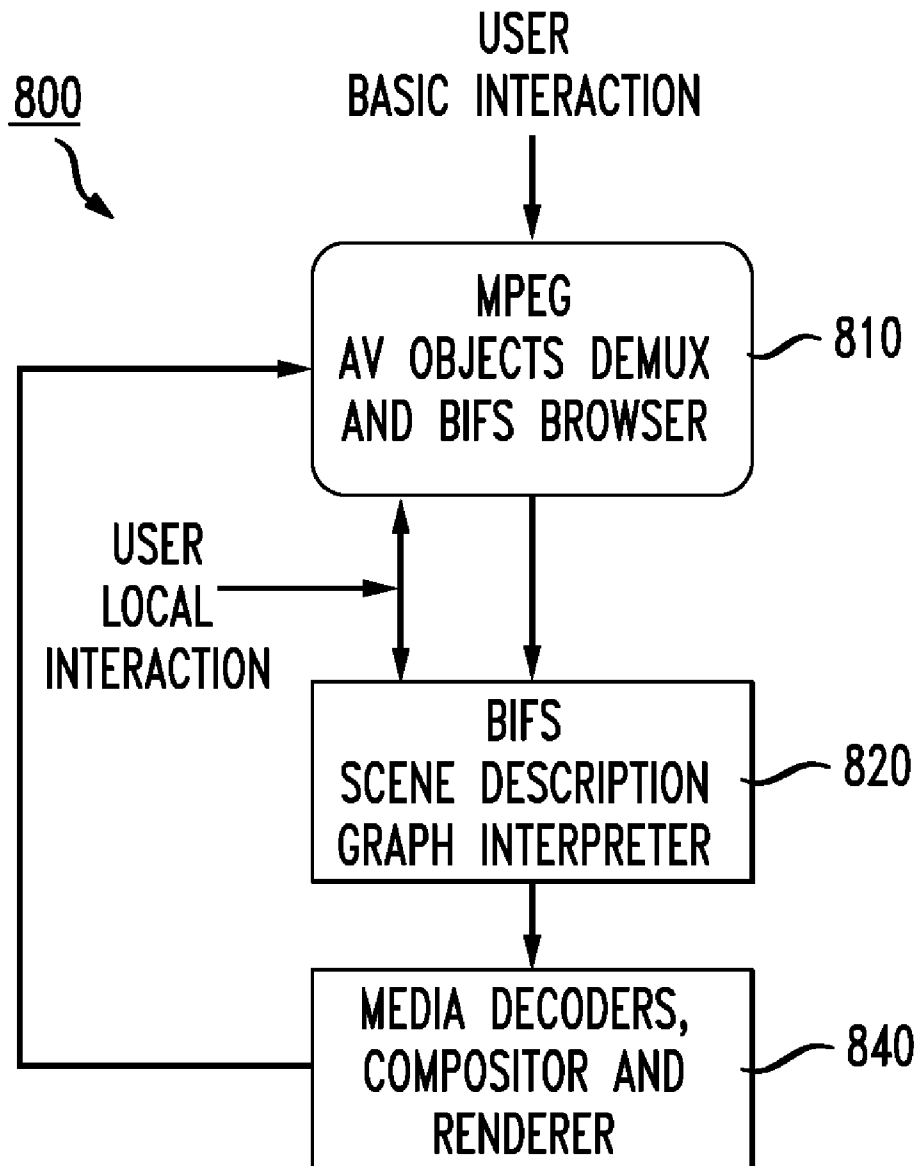 USER
BASIC INTERACTION
800
MPEG
AV OBJECTS DEMUX
AND BIFS BROWSER
810
USER
LOCAL
INTERACTION
BIFS
SCENE DESCRIPTION
GRAPH INTERPRETER
820
MEDIA DECODERS,
COMPOSITOR AND
RENDERER
840